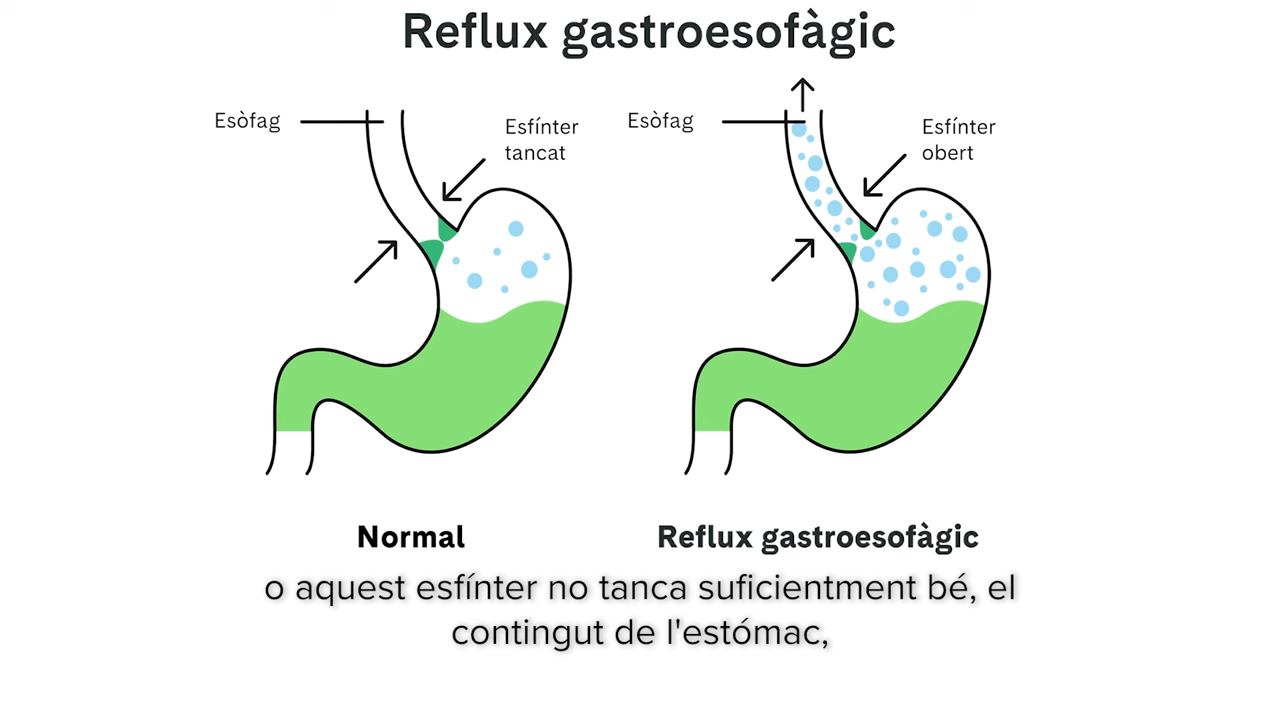 Reflux gastroesofàgic
Esòfag
Esfínter
tancat
Esòfag
Esfínter
obert
Normal
Reflux gastroesofàgic
o aquest esfínter no tanca suficientment bé, el
contingut de l'estómac,